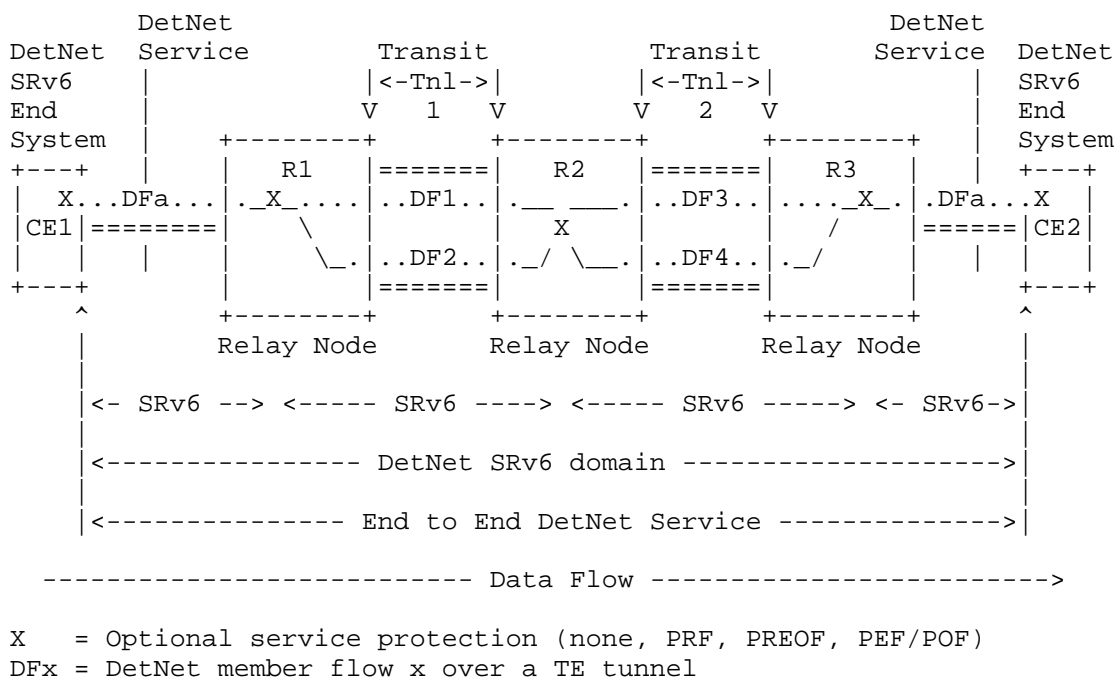 DetNet                                             DetNet
DetNet  Service        Transit          Transit        Service  DetNet
SRv6     |            |<-Tnl->|        |<-Tnl->|            |  SRv6
End      |            V   1   V        V   2   V            |  End
System   |   +--------+       +--------+       +--------+   |  System
+---+    |   |   R1   |=======|   R2   |=======|   R3   |   |  +---+
|  X...DFa...|._X_....|..DF1..|.__ ___.|..DF3..|...._X_.|.DFa...X  |
|CE1|========|    \   |       |   X    |       |   /    |======|CE2|
|   |    |   |     \_.|..DF2..|._/ \__.|..DF4..|._/     |   |  |   |
+---+        |        |=======|        |=======|        |      +---+
    ^        +--------+       +--------+       +--------+      ^
    |        Relay Node       Relay Node       Relay Node      |
    |                                                          |
    |<- SRv6 --> <----- SRv6 ----> <----- SRv6 -----> <- SRv6->|
    |                                                          |
    |<---------------- DetNet SRv6 domain -------------------->|
    |                                                          |
    |<--------------- End to End DetNet Service -------------->|
  --------------------------- Data Flow ------------------------->
X   = Optional service protection (none, PRF, PREOF, PEF/POF)
DFx = DetNet member flow x over a TE tunnel